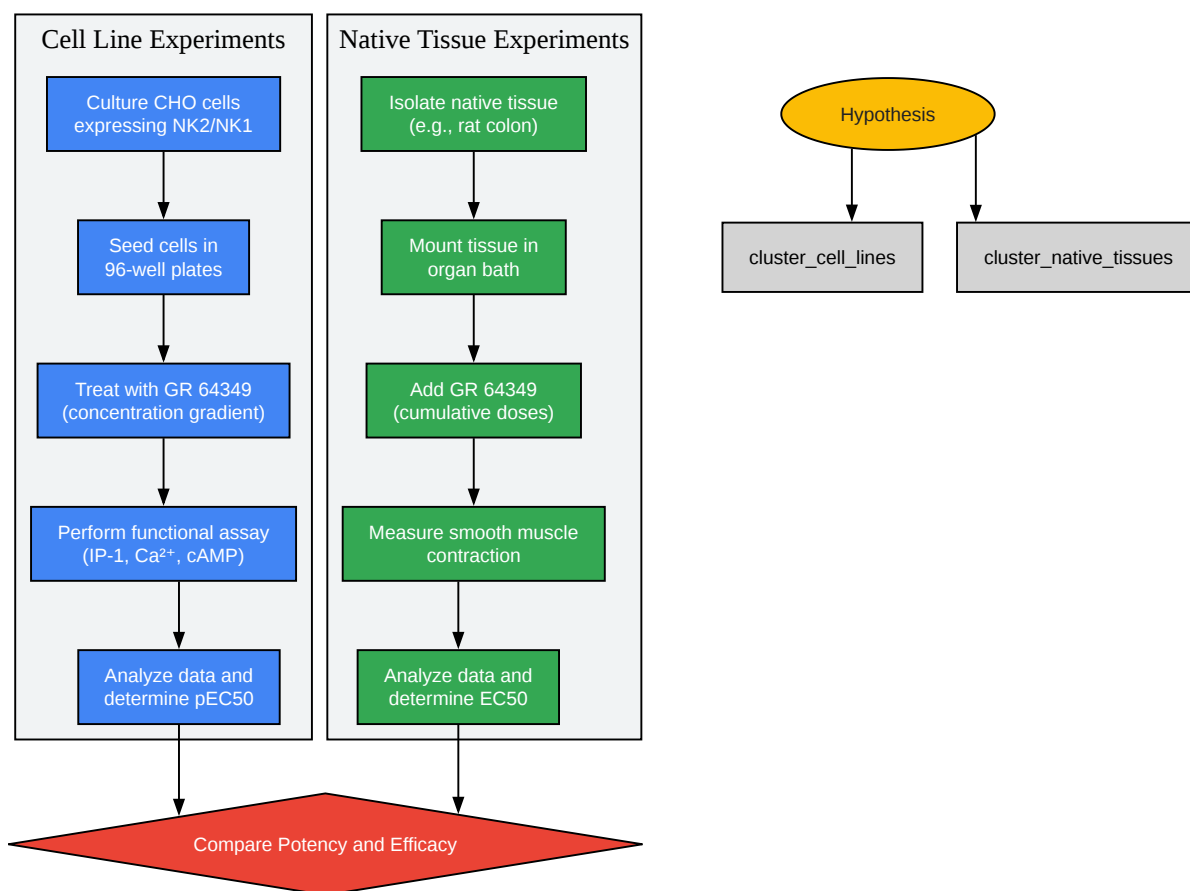 Cell Line Experiments
Culture CHO cells
expressing NK2/NK1
Seed cells in
96-well plates
Treat with GR 64349
(concentration gradient)
Perform functional assay
(IP-1, Ca²⁺, cAMP)
Analyze data and
determine pEC50
Native Tissue Experiments
Isolate native tissue
(e.g., rat colon)
Mount tissue in
organ bath
Add GR 64349
(cumulative doses)
Measure smooth muscle
contraction
Analyze data and
determine EC50
Compare Potency and Efficacy
Hypothesis
cluster_cell_lines
cluster_native_tissues